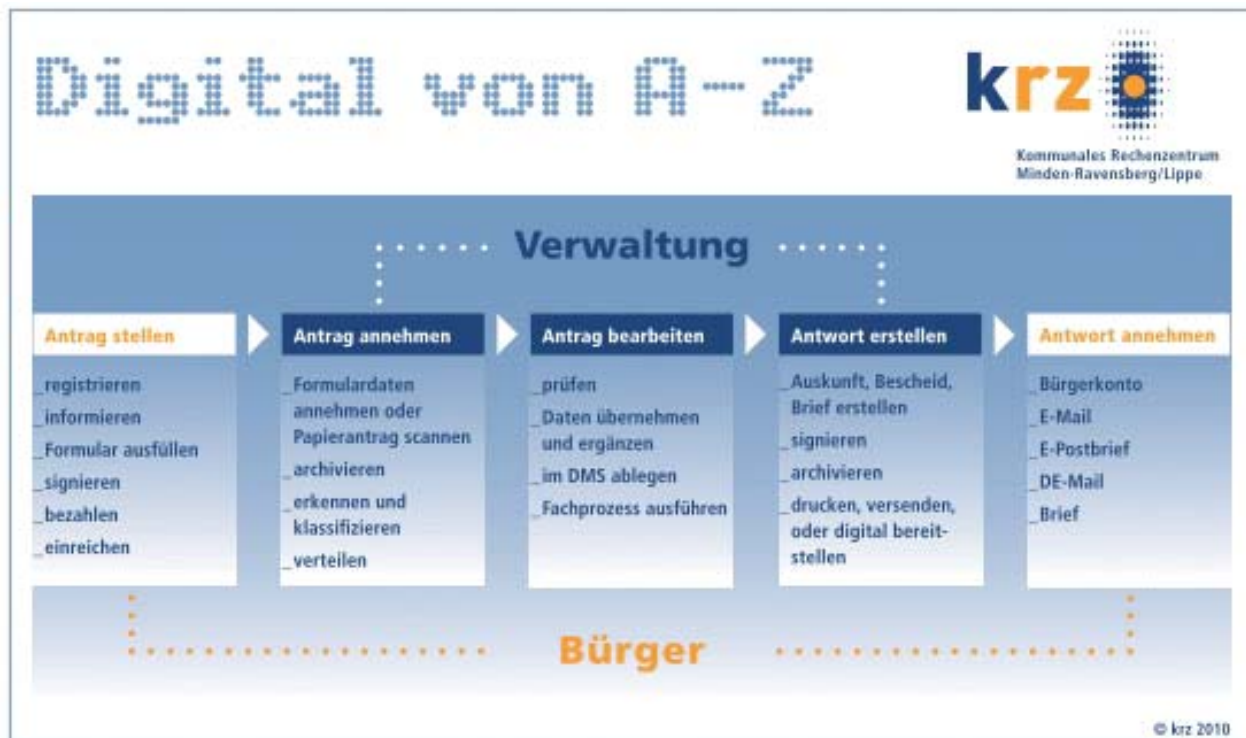 Digital von A-Z
krz
Kommunales Rechenzentrum
Minden-Ravensberg/Lippe
Verwaltung
Antrag stellen
_registrieren
_informieren
_Formular ausfüllen
_signieren
_bezahlen
_einreichen
Antrag annehmen
_Formulardaten
annehmen oder
Papierantrag scannen
_archivieren
_erkennen und
klassifizieren
_verteilen
Antrag bearbeiten
_prüfen
_Daten übernehmen
und ergänzen
_im DMS ablegen
_Fachprozess ausführen
Antwort erstellen
_Auskunft, Bescheid,
Brief erstellen
_signieren
_archivieren
_drucken, versenden,
oder digital bereit-
stellen
Antwort annehmen
_Bürgerkonto
_E-Mail
_E-Postbrief
_DE-Mail
_Brief
Bürger
© krz 2010